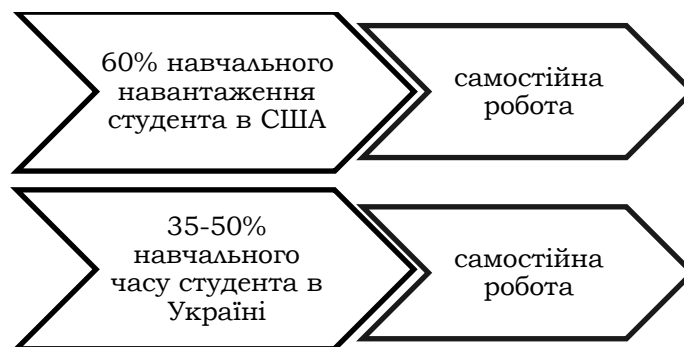 60% навчального
навантаження
студента в США
самостійна
робота
35-50%
навчального
часу студента в
Україні
самостійна
робота